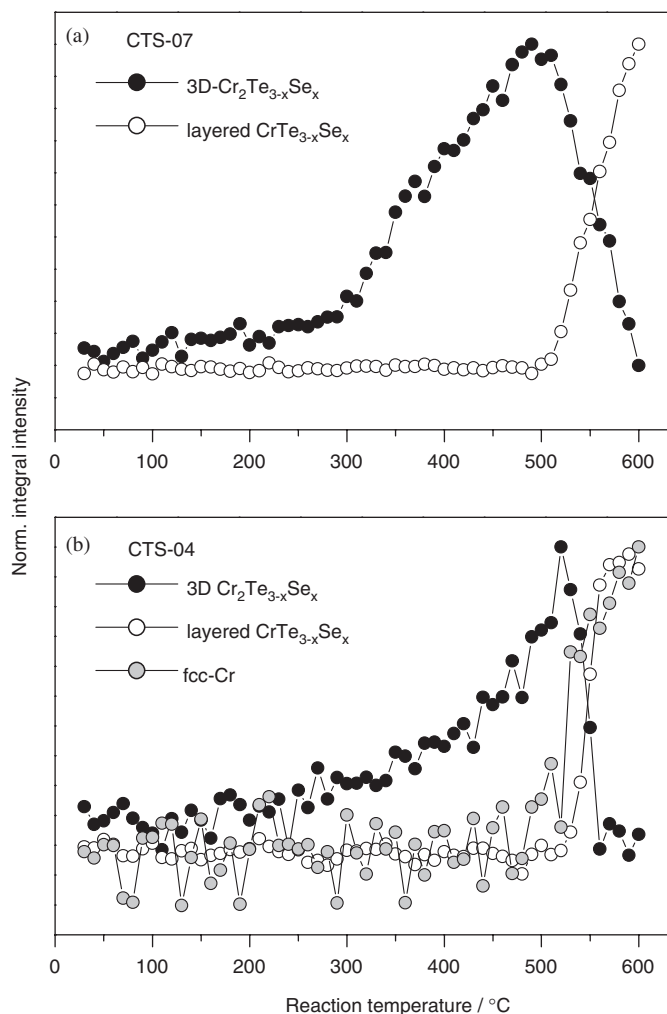 (a)
CTS-07
3D-Cr₂Te₃₋ₓSeₓ
layered CrTe₃₋ₓSeₓ
0 100 200 300 400 500 600
Norm. integral intensity
(b)
CTS-04
3D Cr₂Te₃₋ₓSeₓ
layered CrTe₃₋ₓSeₓ
fcc-Cr
0 100 200 300 400 500 600
Reaction temperature / °C